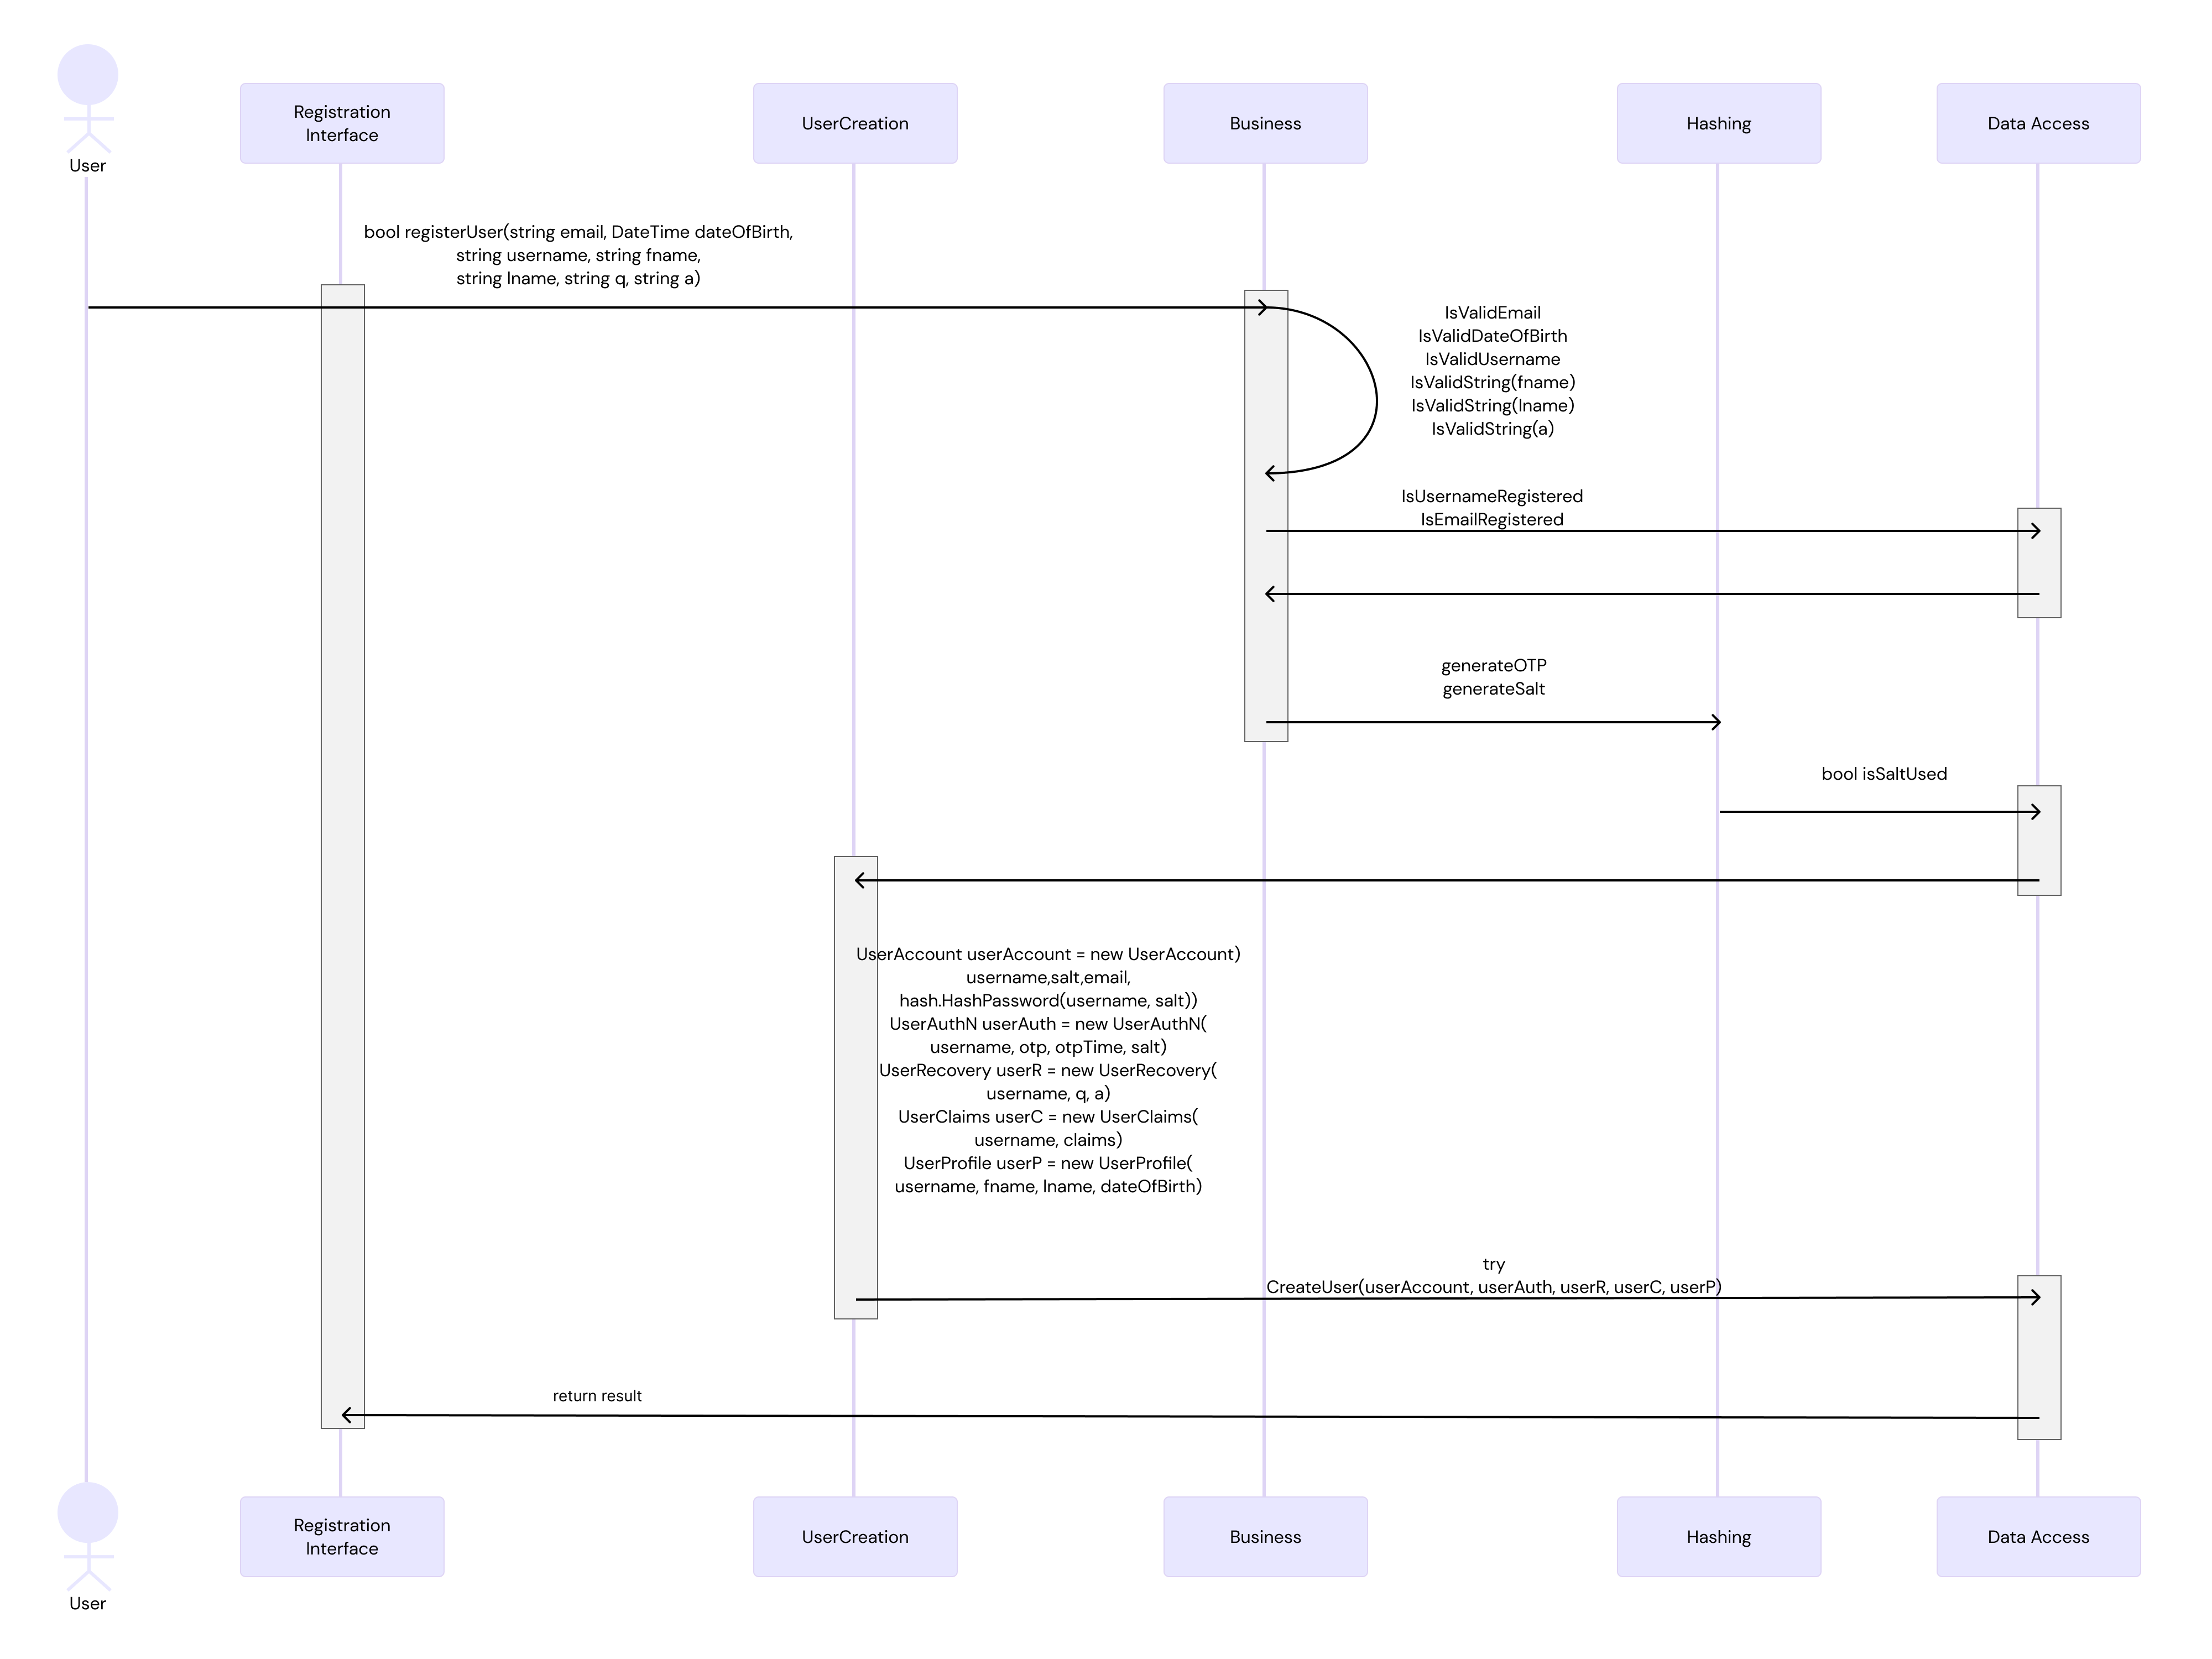 User
Registration
Interface
UserCreation
Business
Hashing
Data Access
bool registerUser(string email, DateTime dateOfBirth,
string username, string fname,
string lname, string q, string a)
IsValidEmail
IsValidDateOfBirth
IsValidUsername
IsValidString(fname)
IsValidString(lname)
IsValidString(a)
IsUsernameRegistered
IsEmailRegistered
generateOTP
generateSalt
bool isSaltUsed
UserAccount userAccount = new UserAccount)
username,salt,email,
hash.HashPassword(username, salt))
UserAuthN userAuth = new UserAuthN(
username, otp, otpTime, salt)
UserRecovery userR = new UserRecovery(
username, q, a)
UserClaims userC = new UserClaims(
username, claims)
UserProfile userP = new UserProfile(
username, fname, lname, dateOfBirth)
try
CreateUser(userAccount, userAuth, userR, userC, userP)
return result
Registration
Interface
UserCreation
Business
Hashing
Data Access
User